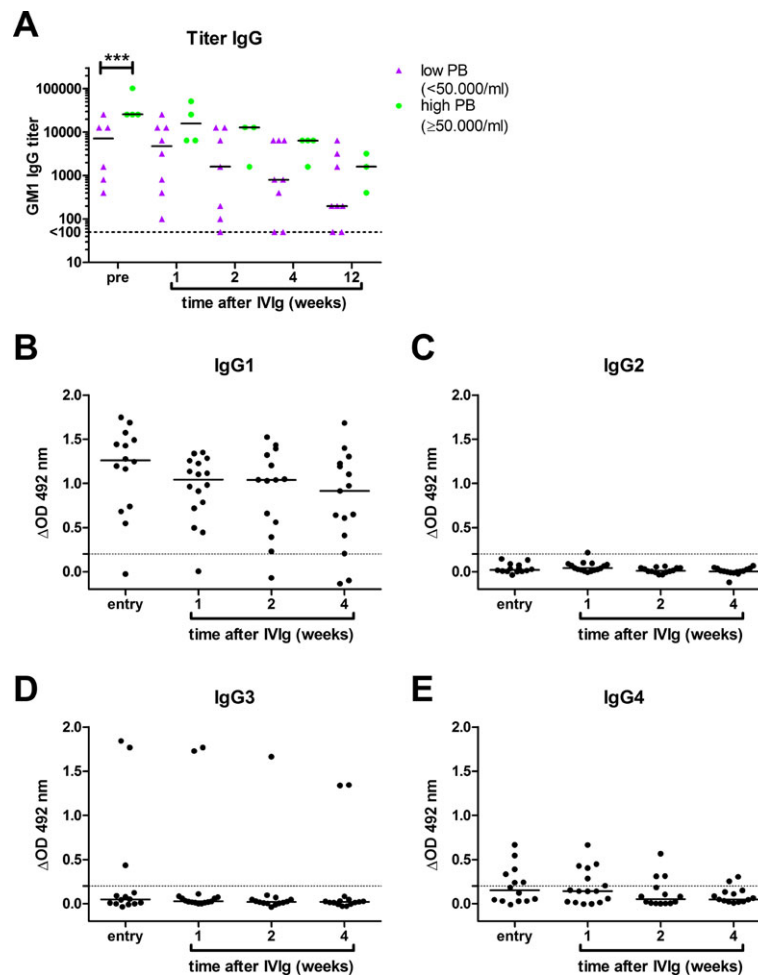 A
Titer IgG
***
GM1 IgG titer
100000
10000
1000
100
<100
10
pre
1
2
4
12
time after IVIg (weeks)
low PB
(<50.000/ml)
high PB
(≥50.000/ml)
B
IgG1
ΔOD 492 nm
2.0
1.5
1.0
0.5
0.0
entry
1
2
4
time after IVIg (weeks)
C
IgG2
ΔOD 492 nm
2.0
1.5
1.0
0.5
0.0
entry
1
2
4
time after IVIg (weeks)
D
IgG3
ΔOD 492 nm
2.0
1.5
1.0
0.5
0.0
entry
1
2
4
time after IVIg (weeks)
E
IgG4
ΔOD 492 nm
2.0
1.5
1.0
0.5
0.0
entry
1
2
4
time after IVIg (weeks)